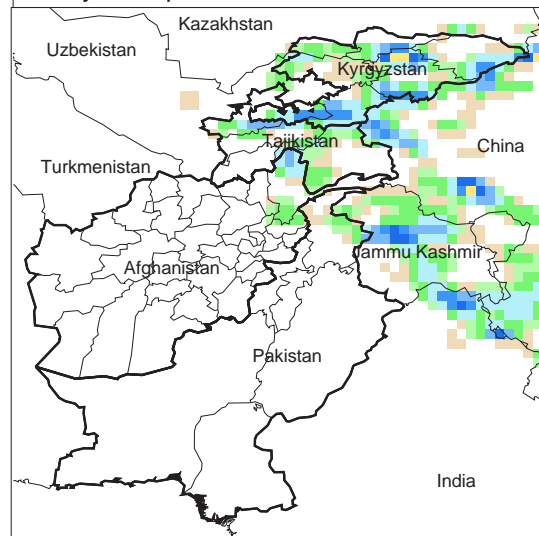 Kazakhstan
Uzbekistan
Kyrgyzstan
Tajikistan
China
Turkmenistan
Jammu Kashmir
Afghanistan
Pakistan
India